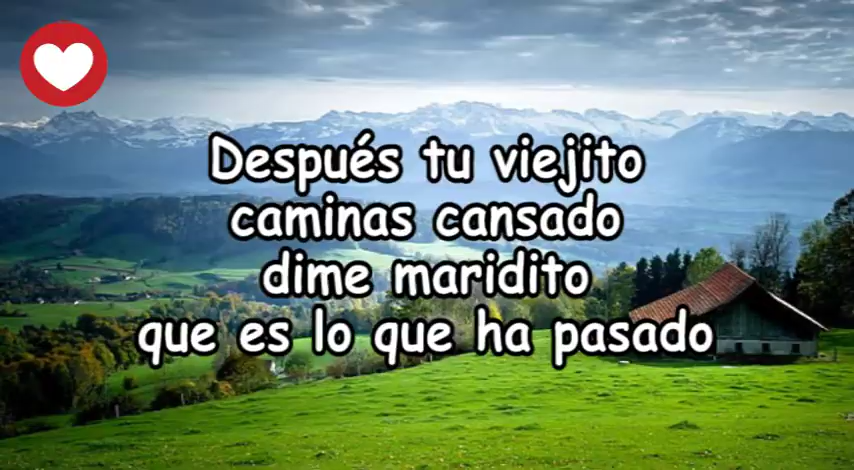 Después tu viejito
caminas cansado
dime maridito
que es lo que ha pasado